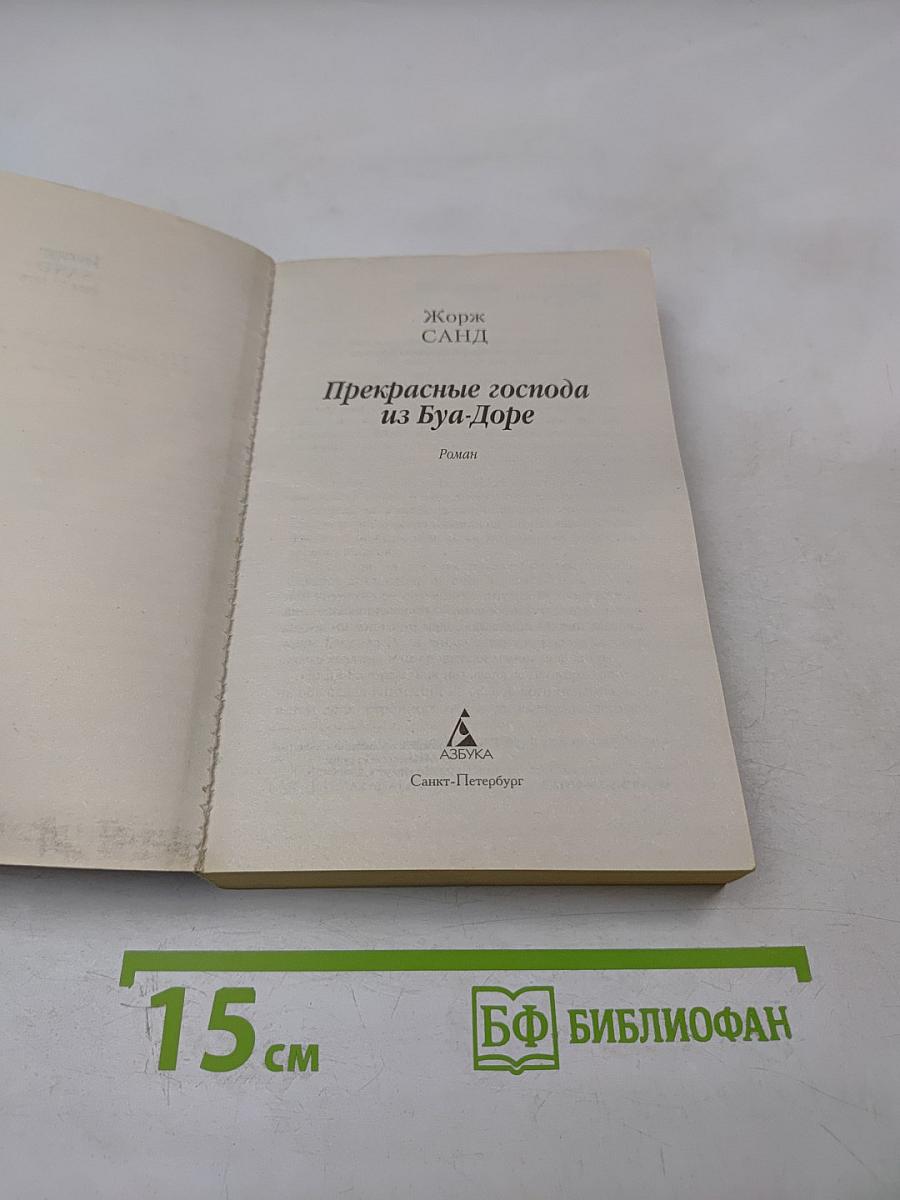 Жорж
САНД
Прекрасные господа
из Буа-Доре
Роман
АЗБУКА
Санкт-Петербург
15 см
БФ БИБЛИОФАН